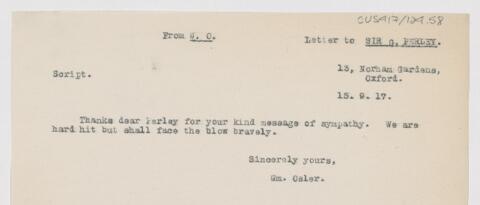 CUS417/124.58
From W. O.
Letter to SIR G. PERLEY.
13, Norham Gardens,
Script.
Oxford.
15. 9. 17.
Thanks dear Perley for your kind message of sympathy. We are
hard hit but shall face the blow bravely.
Sincerely yours,
Wm. Osler.